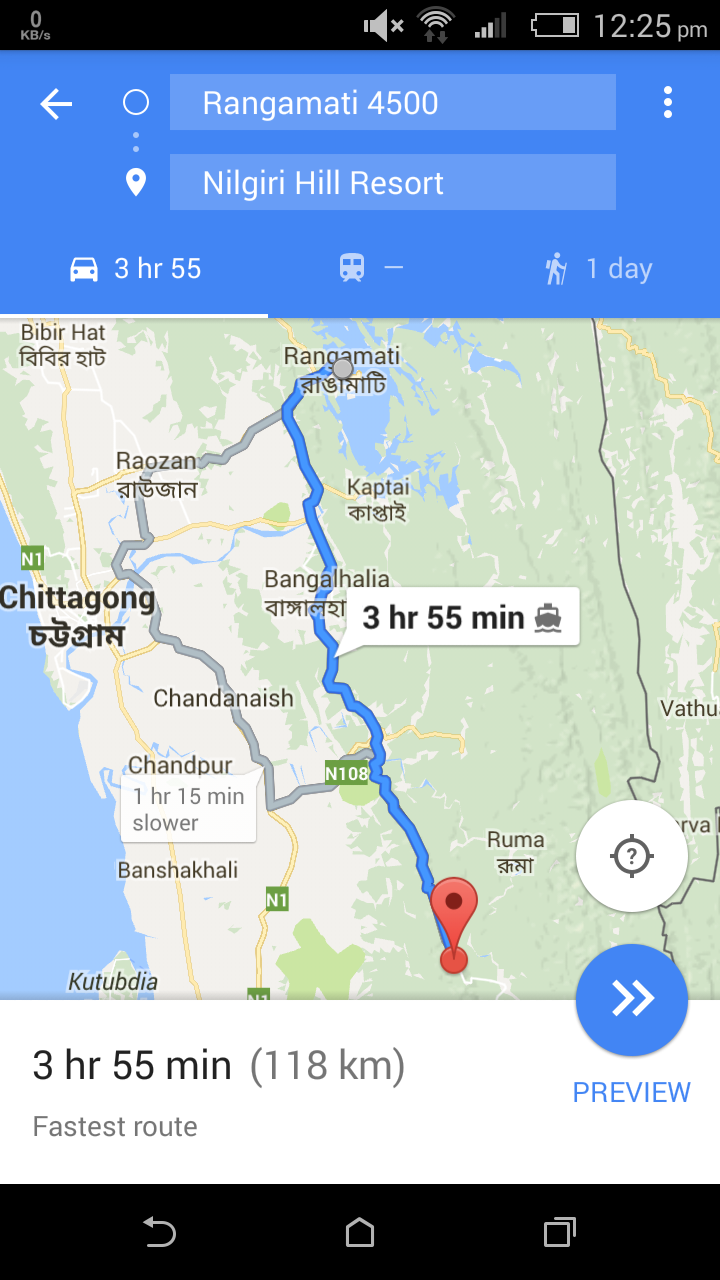 0
KB/s
12:25 pm
Rangamati 4500
Nilgiri Hill Resort
3 hr 55
—
1 day
Bibir Hat
বিবির হাট
Rangamati
রাঙামাটি
Raozan
রাউজান
Kaptai
কাপ্তাই
N1
Bangalhalia
বাঙ্গালহা
Chittagong
চট্টগ্রাম
3 hr 55 min
Chandanaish
Vathu
Chandpur
N108
1 hr 15 min
slower
Ruma
রুমা
rva
Banshakhali
N1
Kutubdia
N1
3 hr 55 min (118 km)
Fastest route
PREVIEW